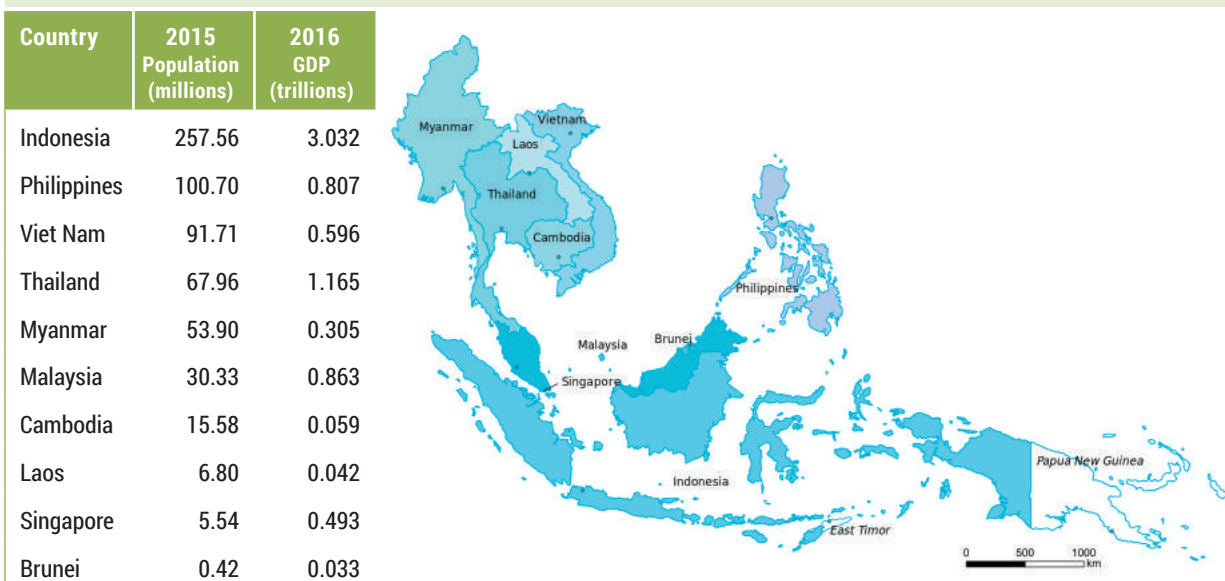 Country 2015 Population (millions) 2016 GDP (trillions)
Indonesia 257.56 3.032
Philippines 100.70 0.807
Viet Nam 91.71 0.596
Thailand 67.96 1.165
Myanmar 53.90 0.305
Malaysia 30.33 0.863
Cambodia 15.58 0.059
Laos 6.80 0.042
Singapore 5.54 0.493
Brunei 0.42 0.033
Myanmar
Vietnam
Laos
Thailand
Cambodia
Philippines
Brunei
Malaysia
Singapore
Papua New Guinea
Indonesia
East Timor
0 500 1000
km